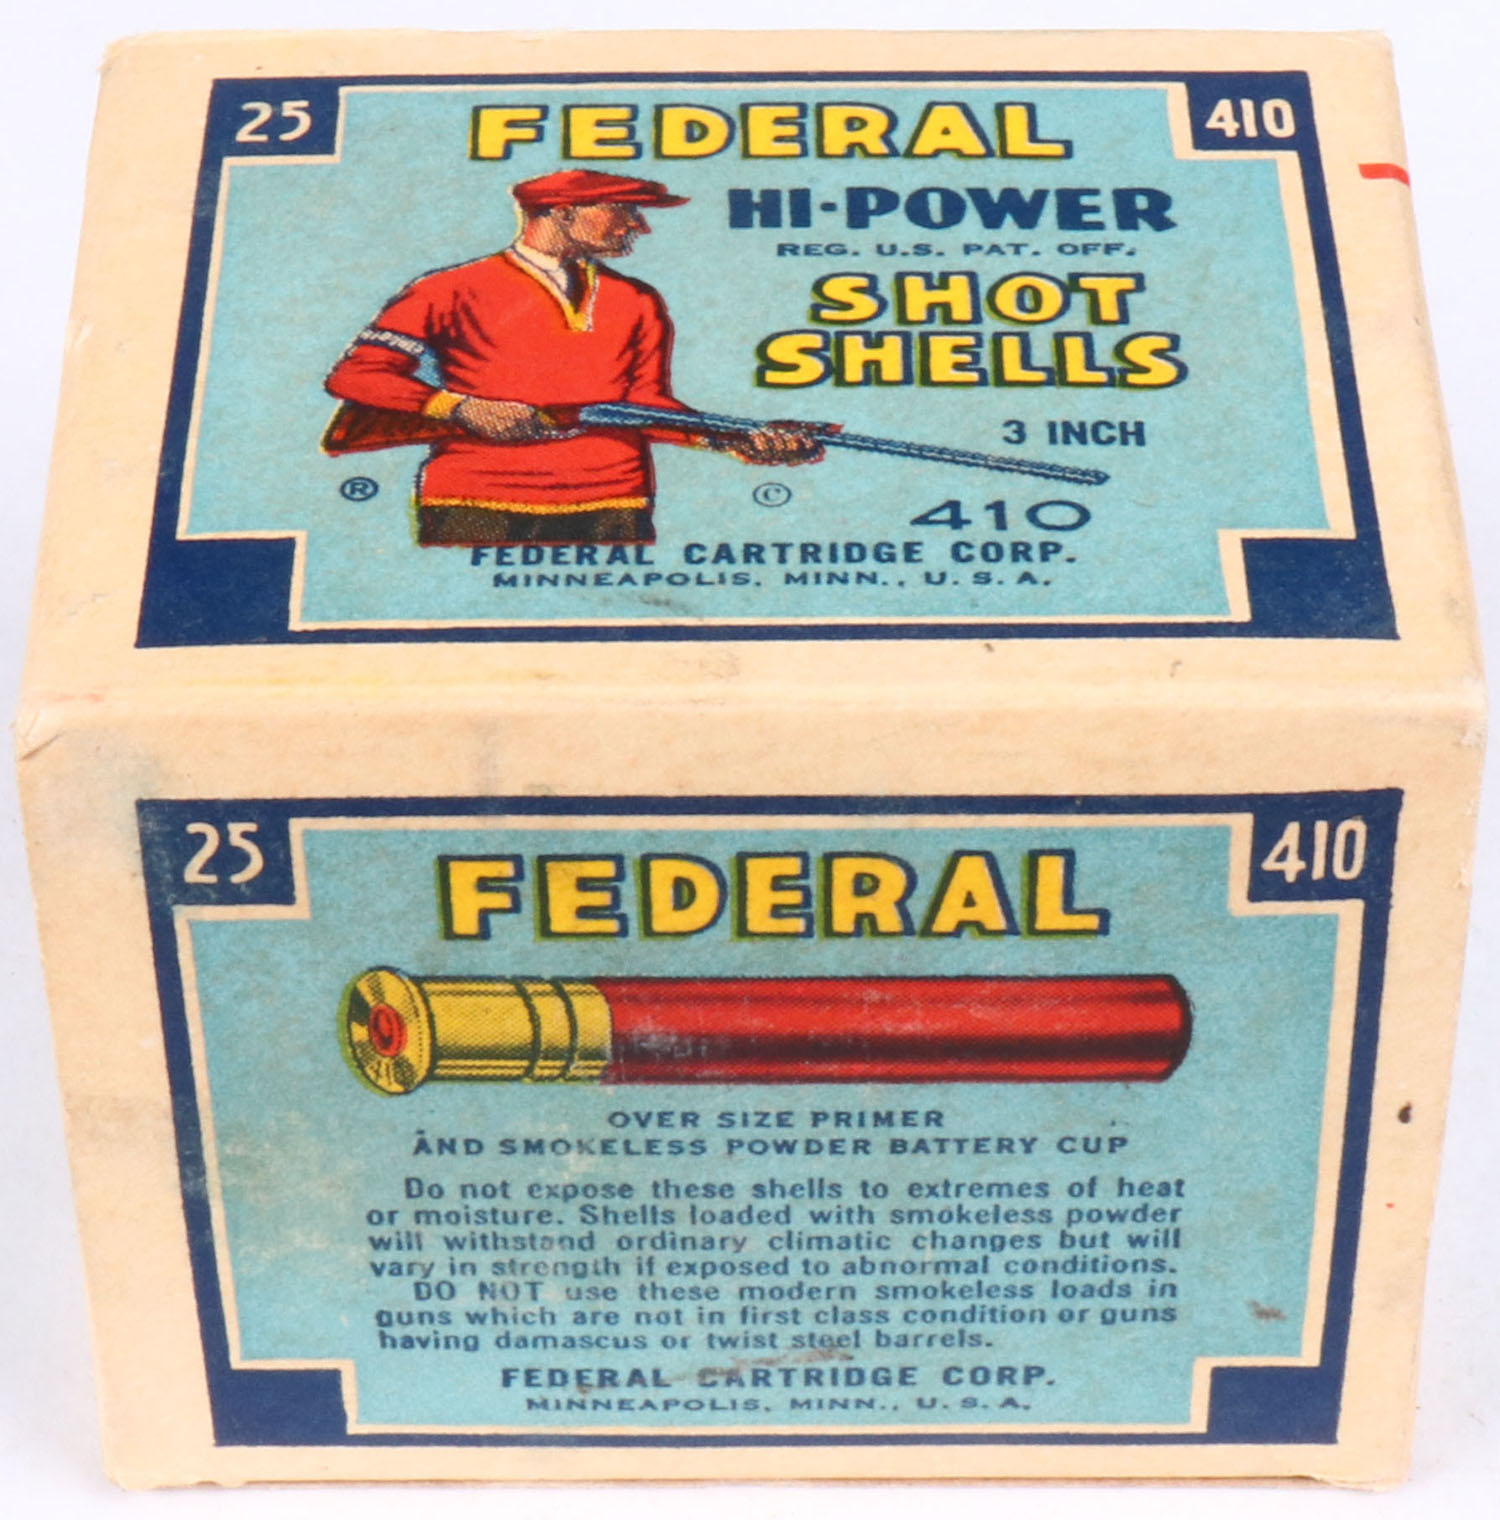 25
410
FEDERAL
HI-POWER
REG. U.S. PAT. OFF.
SHOT
SHELLS
3 INCH
®
©
410
FEDERAL CARTRIDGE CORP.
MINNEAPOLIS, MINN., U. S. A.
25
410
FEDERAL
OVER SIZE PRIMER
AND SMOKELESS POWDER BATTERY CUP
Do not expose these shells to extremes of heat
or moisture. Shells loaded with smokeless powder
will withstand ordinary climatic changes but will
vary in strength if exposed to abnormal conditions.
DO NOT use these modern smokeless loads in
guns which are not in first class condition or guns
having damascus or twist steel barrels.
FEDERAL CARTRIDGE CORP.
MINNEAPOLIS, MINN., U. S. A.